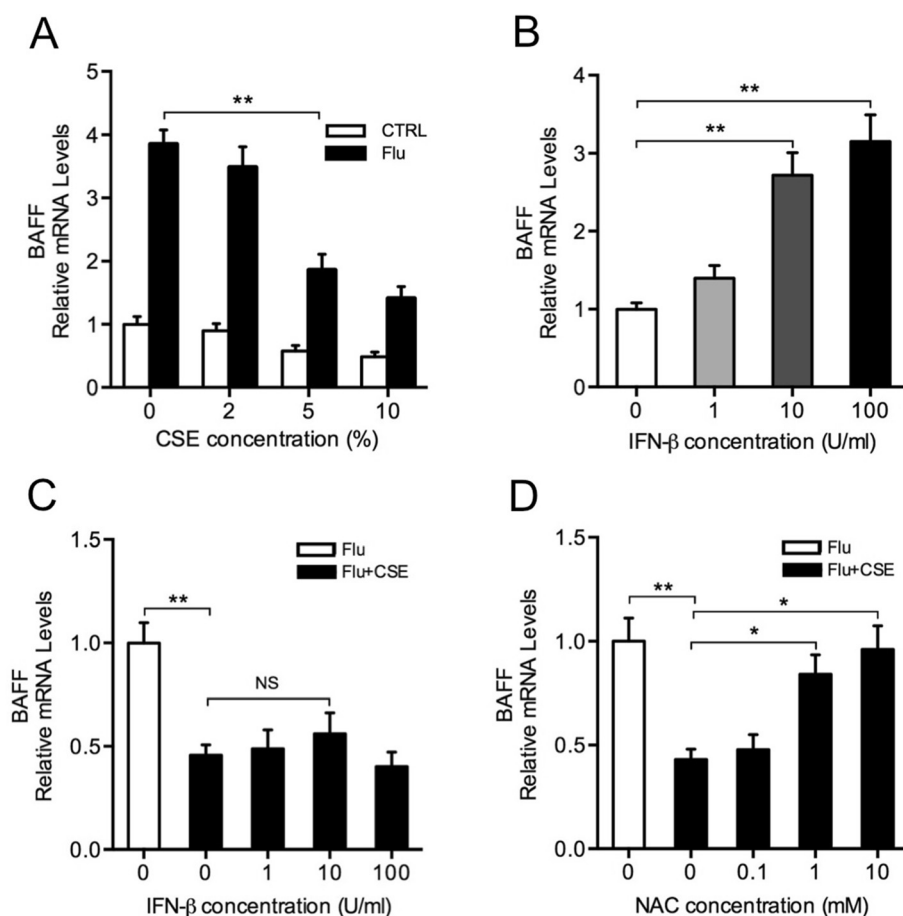 A
BAFF
Relative mRNA Levels
5
4
3
2
1
0
**
CTRL
Flu
0 2 5 10
CSE concentration (%)
B
BAFF
Relative mRNA Levels
4
3
2
1
0
**
**
0 1 10 100
IFN-β concentration (U/ml)
C
BAFF
Relative mRNA Levels
1.5
1.0
0.5
0.0
Flu
Flu+CSE
**
NS
0 0 1 10 100
IFN-β concentration (U/ml)
D
BAFF
Relative mRNA Levels
1.5
1.0
0.5
0.0
Flu
Flu+CSE
**
*
*
0 0 0.1 1 10
NAC concentration (mM)